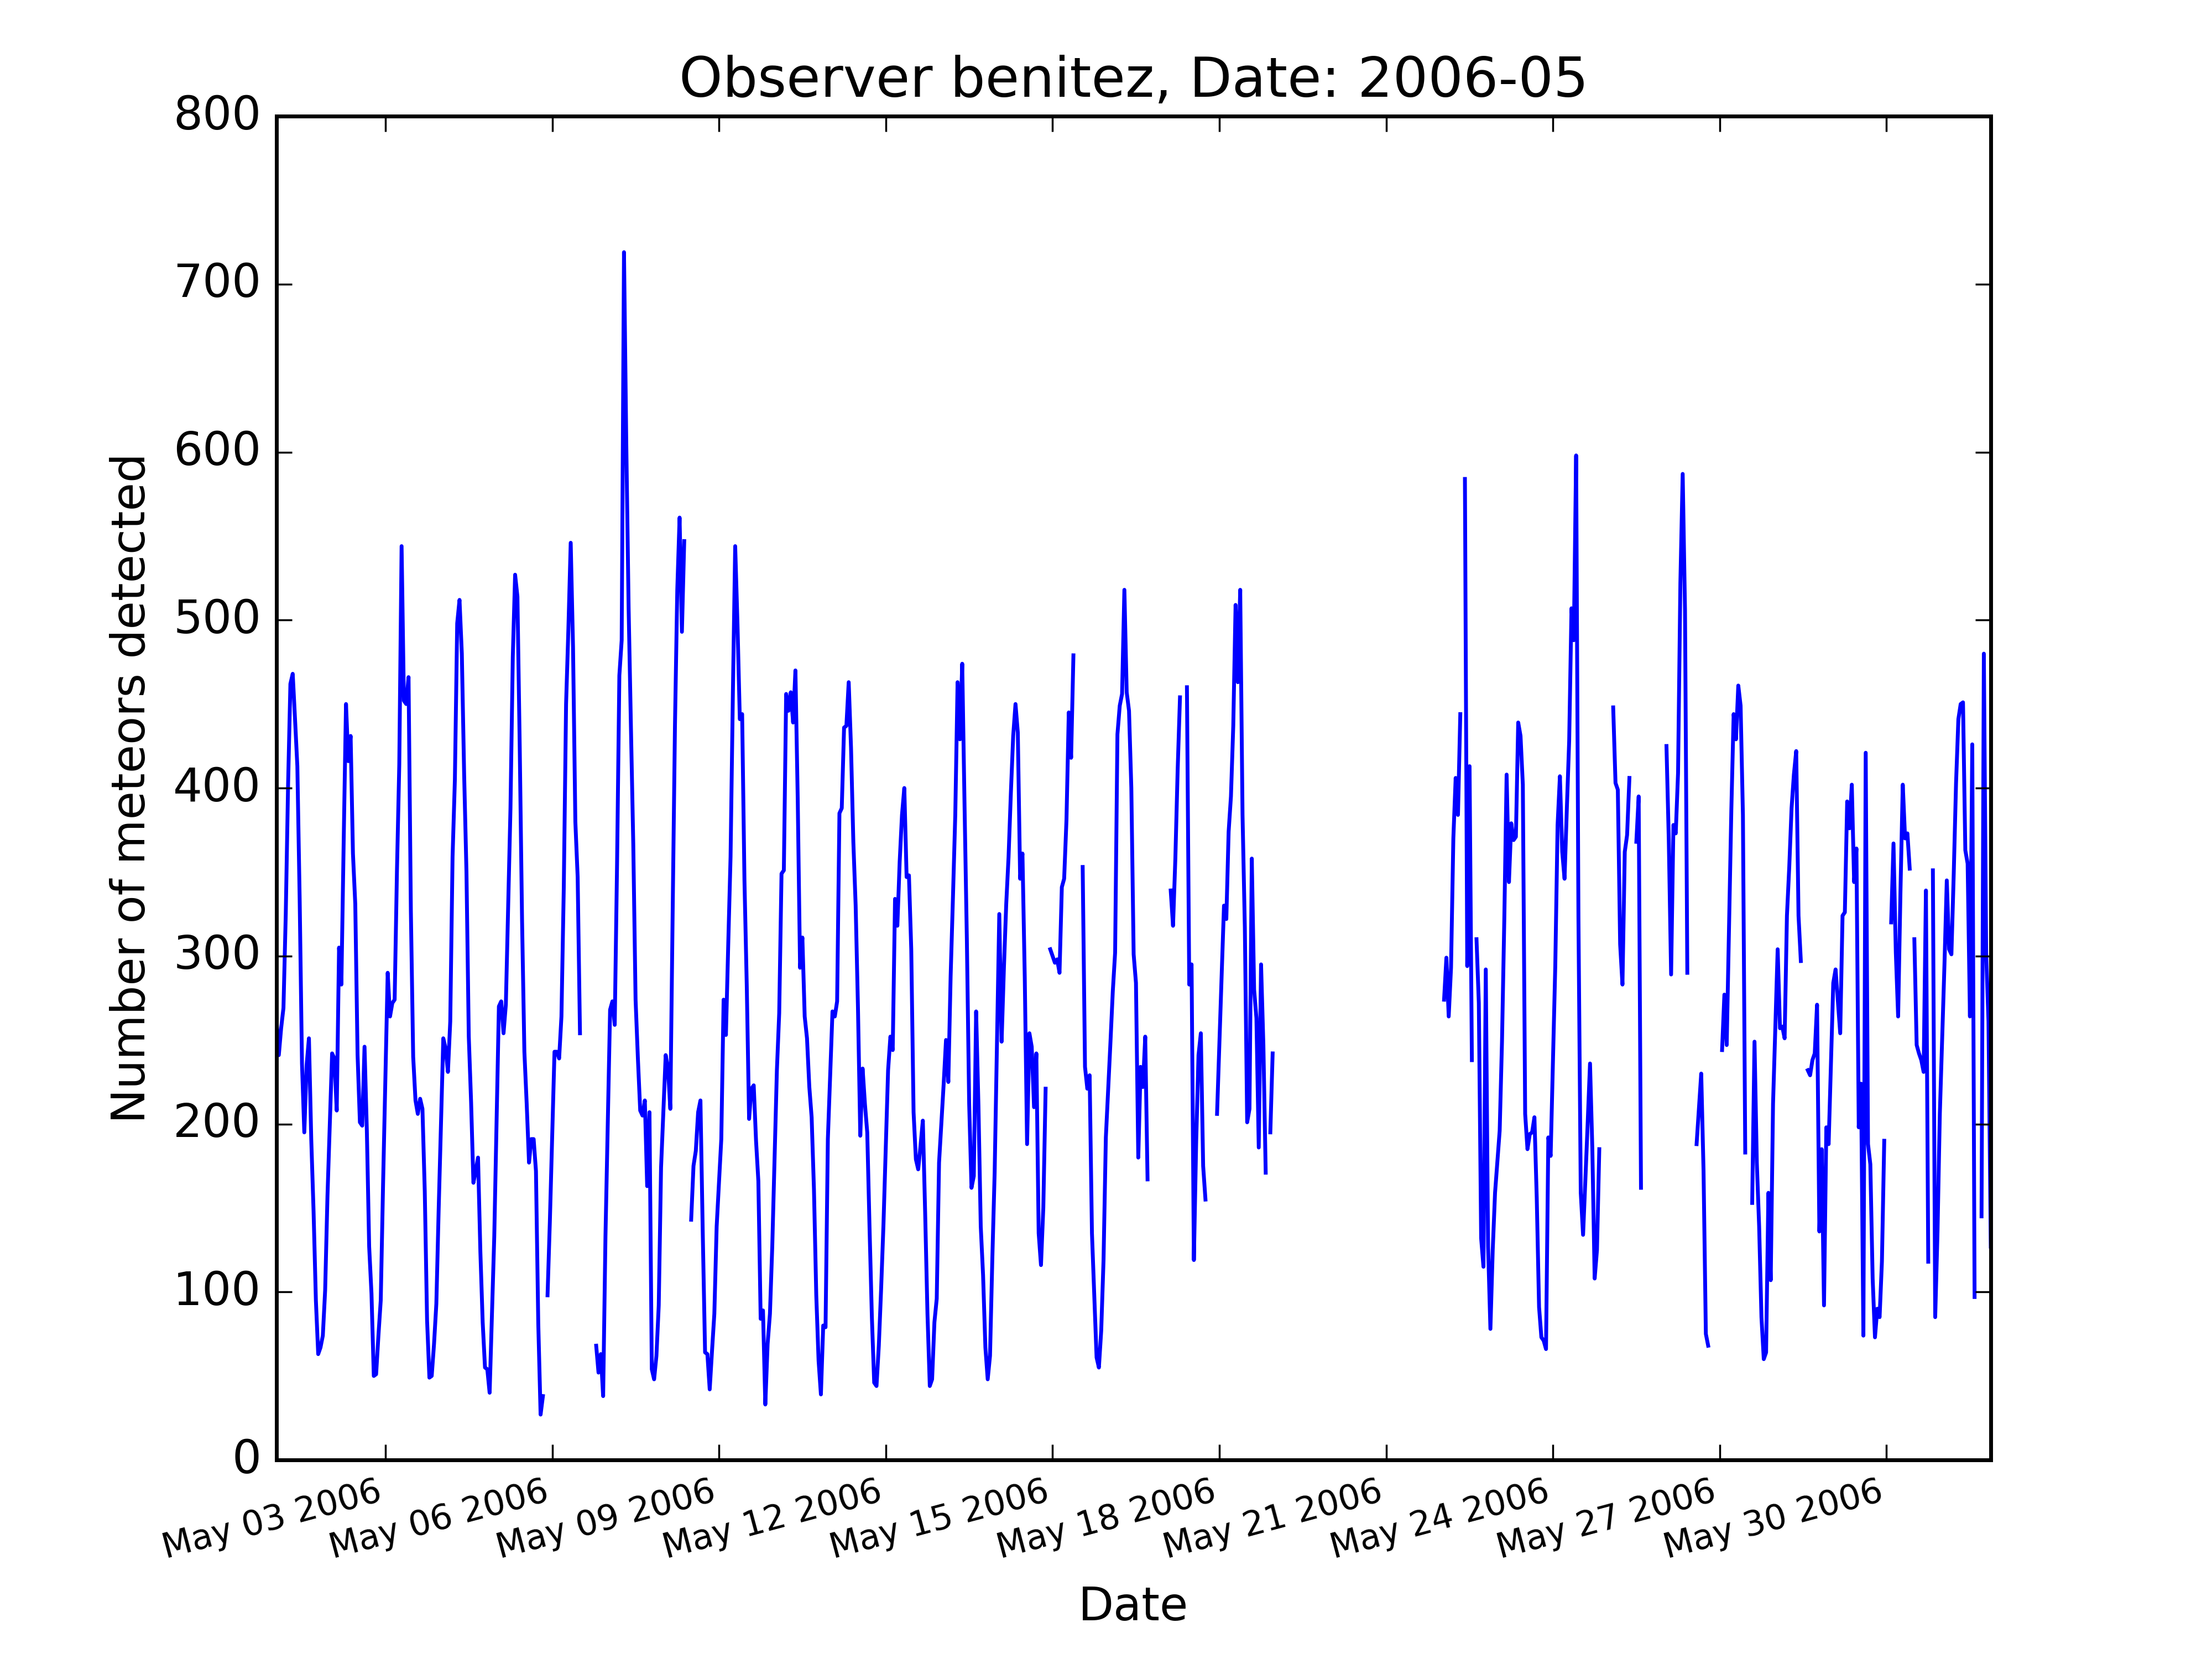 Observer benitez, Date: 2006-05
800
700
600
500
400
300
200
100
0
Number of meteors detected
May 03 2006
May 06 2006
May 09 2006
May 12 2006
May 15 2006
May 18 2006
May 21 2006
May 24 2006
May 27 2006
May 30 2006
Date